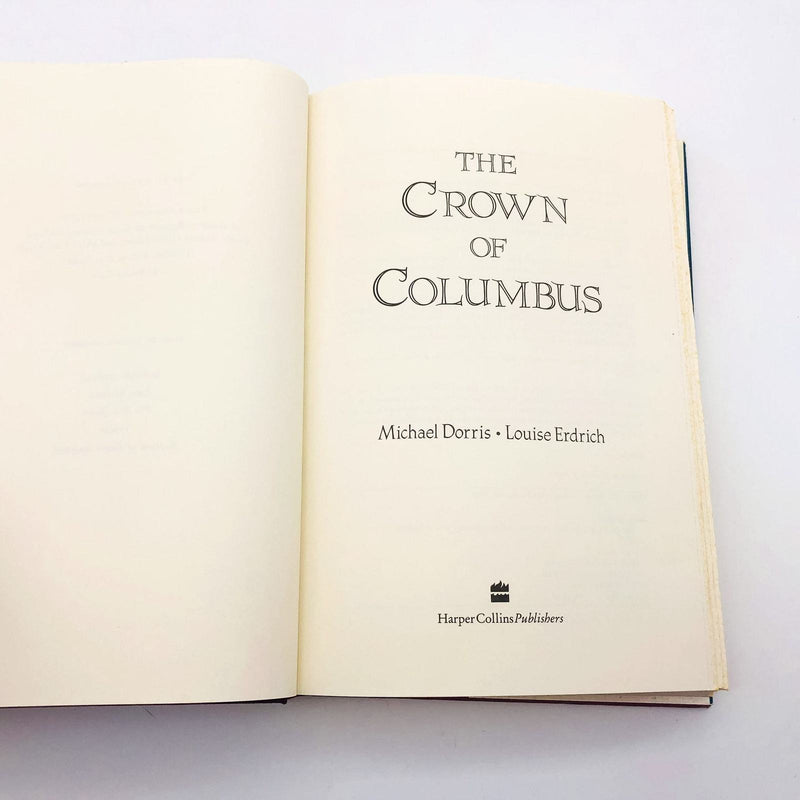 THE
CROWN
OF
COLUMBUS
Michael Dorris • Louise Erdrich
HarperCollinsPublishers